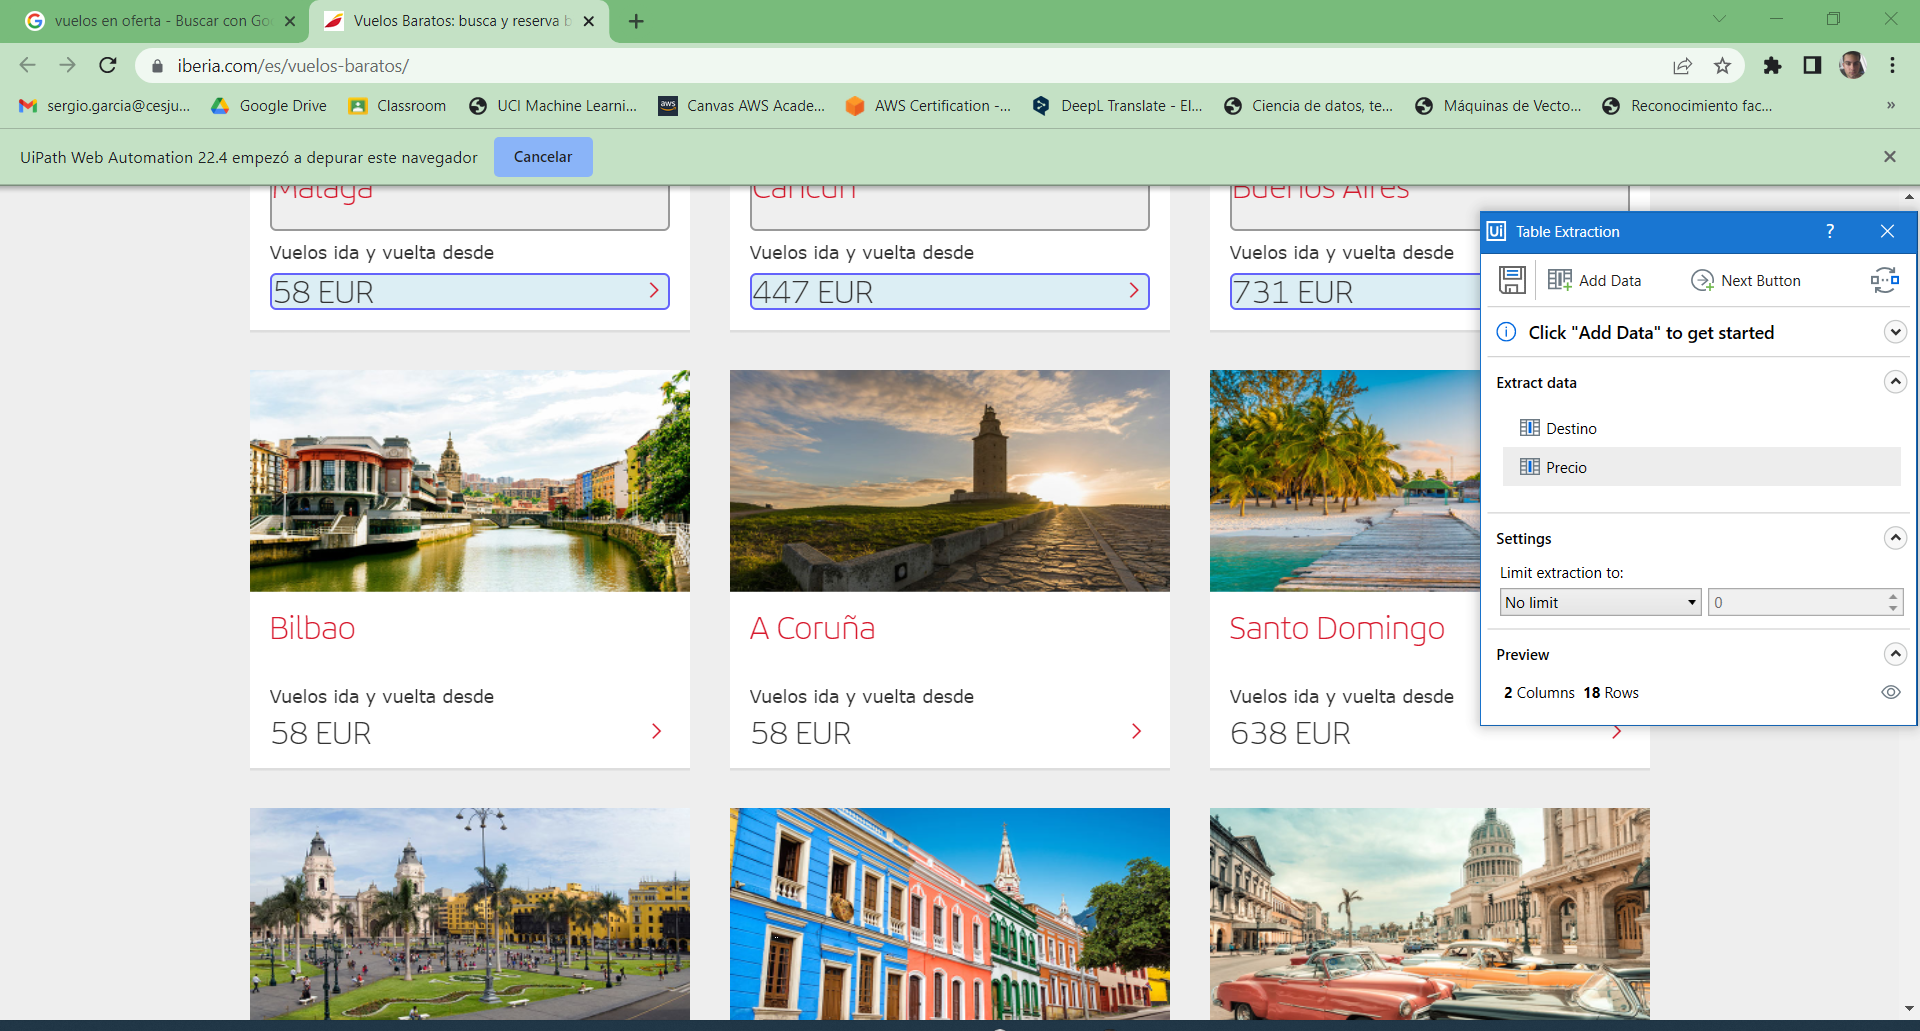 vuelos en oferta - Buscar con Goo
Vuelos Baratos: busca y reserva b
iberia.com/es/vuelos-baratos/
sergio.garcia@cesju...
Google Drive
Classroom
UCI Machine Learni...
Canvas AWS Acade...
AWS Certification -...
DeepL Translate - El...
Ciencia de datos, te...
Máquinas de Vecto...
Reconocimiento fac...
»
UiPath Web Automation 22.4 empezó a depurar este navegador
Cancelar
Málaga
Cancún
Buenos Aires
Vuelos ida y vuelta desde
Vuelos ida y vuelta desde
Vuelos ida y vuelta desde
58 EUR
447 EUR
731 EUR
Bilbao
A Coruña
Santo Domingo
Vuelos ida y vuelta desde
Vuelos ida y vuelta desde
Vuelos ida y vuelta desde
58 EUR
58 EUR
638 EUR
Ui Table Extraction ?
Add Data
Next Button
Click "Add Data" to get started
Extract data
Destino
Precio
Settings
Limit extraction to:
No limit
0
Preview
2 Columns 18 Rows